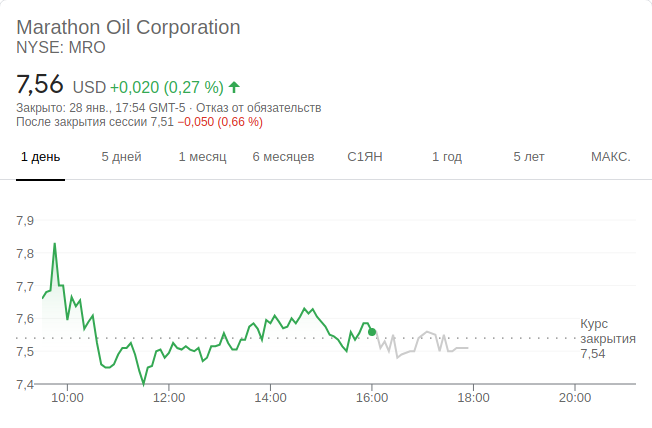 Marathon Oil Corporation
NYSE: MRO
7,56 USD +0,020 (0,27 %)
Закрыто: 28 янв., 17:54 GMT-5 · Отказ от обязательств
После закрытия сессии 7,51 −0,050 (0,66 %)
1 день 5 дней 1 месяц 6 месяцев С1ЯН 1 год 5 лет МАКС.
7,9
7,8
7,7
7,6
7,5
7,4
Курс
закрытия
7,54
10:00 12:00 14:00 16:00 18:00 20:00